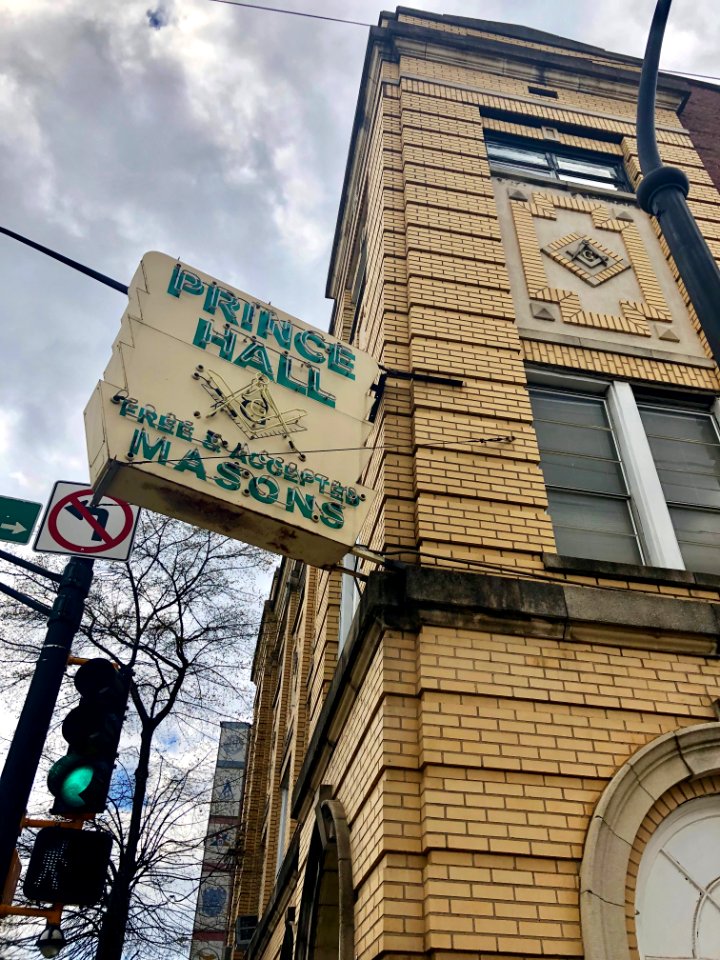 PRINCE
HALL
G
FREE & ACCEPTED
MASONS
G